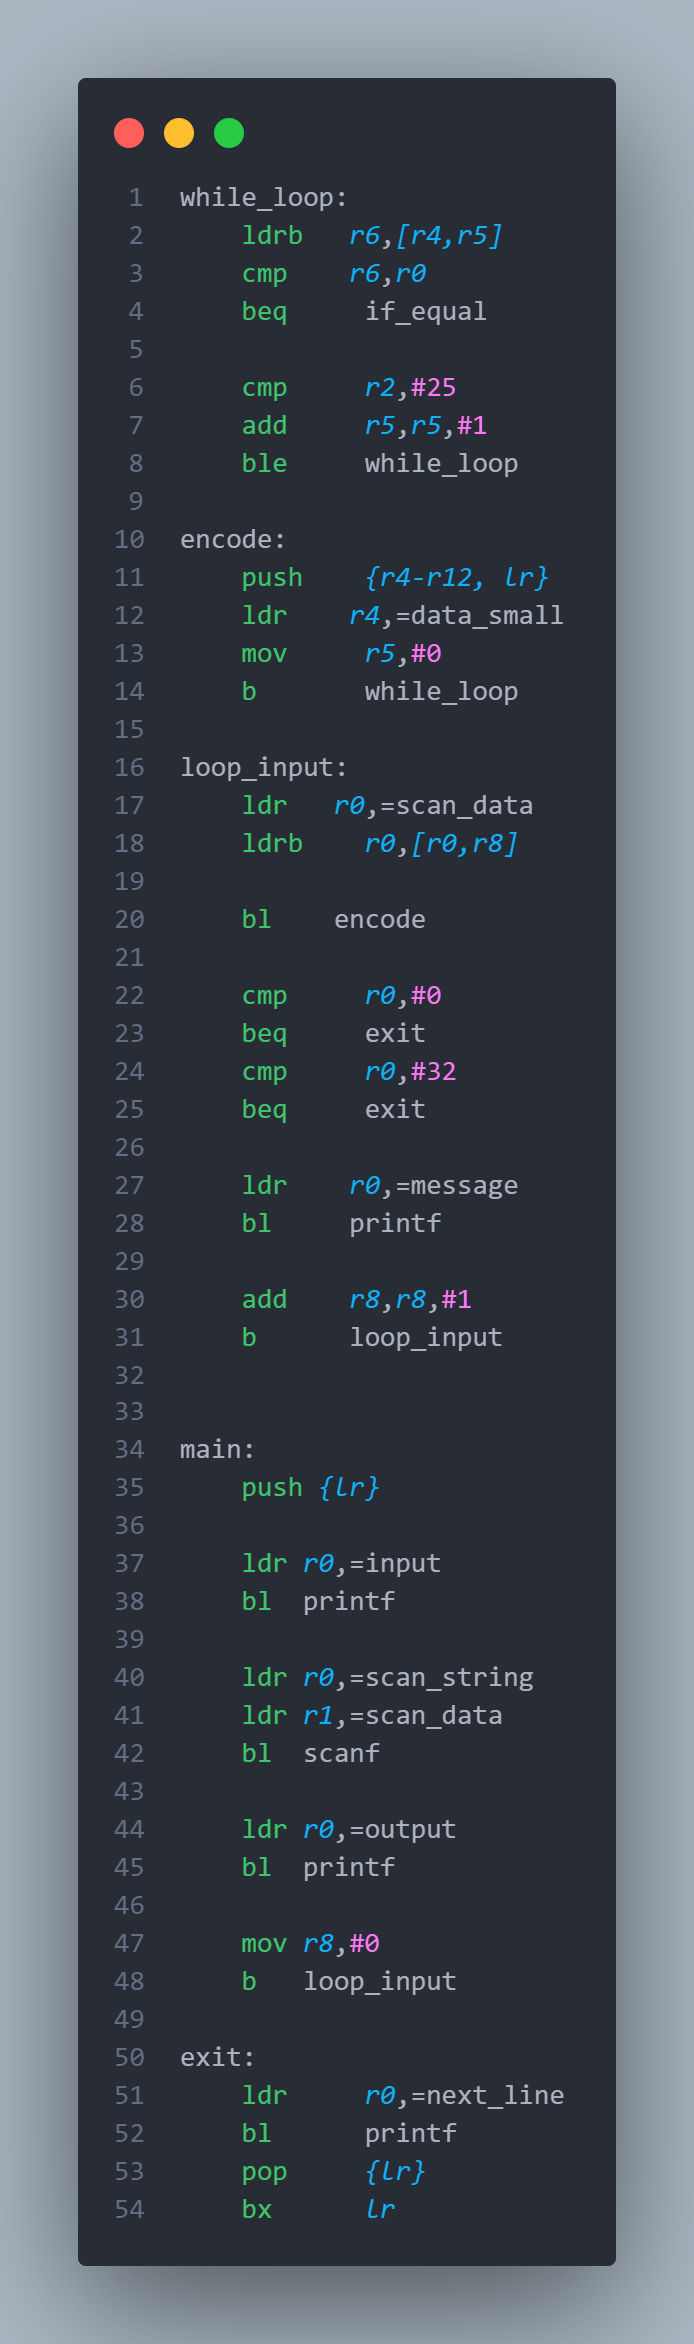 1 while_loop:
2 ldrb r6,[r4,r5]
3 cmp r6,r0
4 beq if_equal
5
6 cmp r2,#25
7 add r5,r5,#1
8 ble while_loop
9
10 encode:
11 push {r4-r12, lr}
12 ldr r4,=data_small
13 mov r5,#0
14 b while_loop
15
16 loop_input:
17 ldr r0,=scan_data
18 ldrb r0,[r0,r8]
19
20 bl encode
21
22 cmp r0,#0
23 beq exit
24 cmp r0,#32
25 beq exit
26
27 ldr r0,=message
28 bl printf
29
30 add r8,r8,#1
31 b loop_input
32
33
34 main:
35 push {lr}
36
37 ldr r0,=input
38 bl printf
39
40 ldr r0,=scan_string
41 ldr r1,=scan_data
42 bl scanf
43
44 ldr r0,=output
45 bl printf
46
47 mov r8,#0
48 b loop_input
49
50 exit:
51 ldr r0,=next_line
52 bl printf
53 pop {lr}
54 bx lr